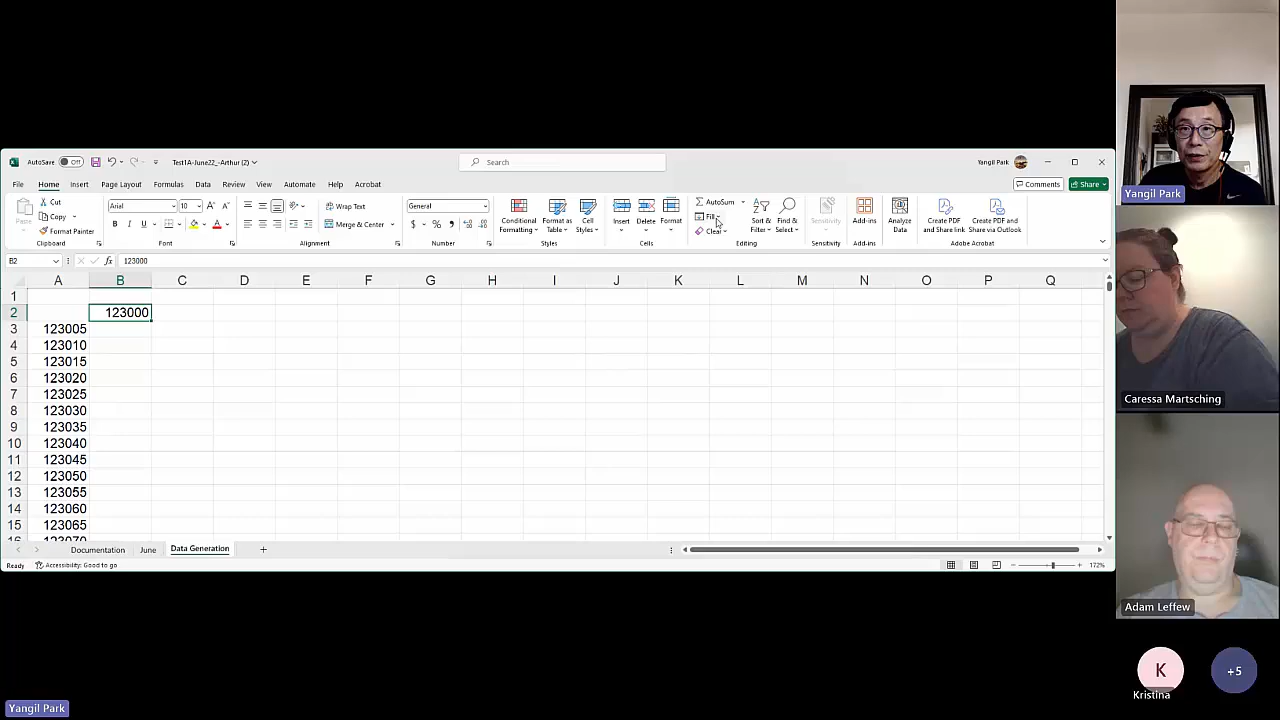 AutoSave Off Test1A-June22_-Arthur (2) Search Yangil Park
File Home Insert Page Layout Formulas Data Review View Automate Help Acrobat Comments Share
Paste
Cut
Copy
Format Painter
Clipboard
Arial 10
B I U
Font
Wrap Text
Merge & Center
Alignment
General
$ %
Number
Conditional Formatting
Format as Table
Cell Styles
Styles
Insert Delete Format
Cells
AutoSum
Fill
Clear
Sort & Filter
Find & Select
Editing
Sensitivity
Sensitivity
Add-ins
Add-ins
Analyze Data
Create PDF and Share link
Create PDF and Share via Outlook
Adobe Acrobat
B2 fx 123000
A B C D E F G H I J K L M N O P Q
1
2 123000
3 123005
4 123010
5 123015
6 123020
7 123025
8 123030
9 123035
10 123040
11 123045
12 123050
13 123055
14 123060
15 123065
16 123070
Documentation June Data Generation
Ready Accessibility: Good to go 172%
Yangil Park
Yangil Park
Caressa Martsching
Adam Leffew
K
Kristina
+5